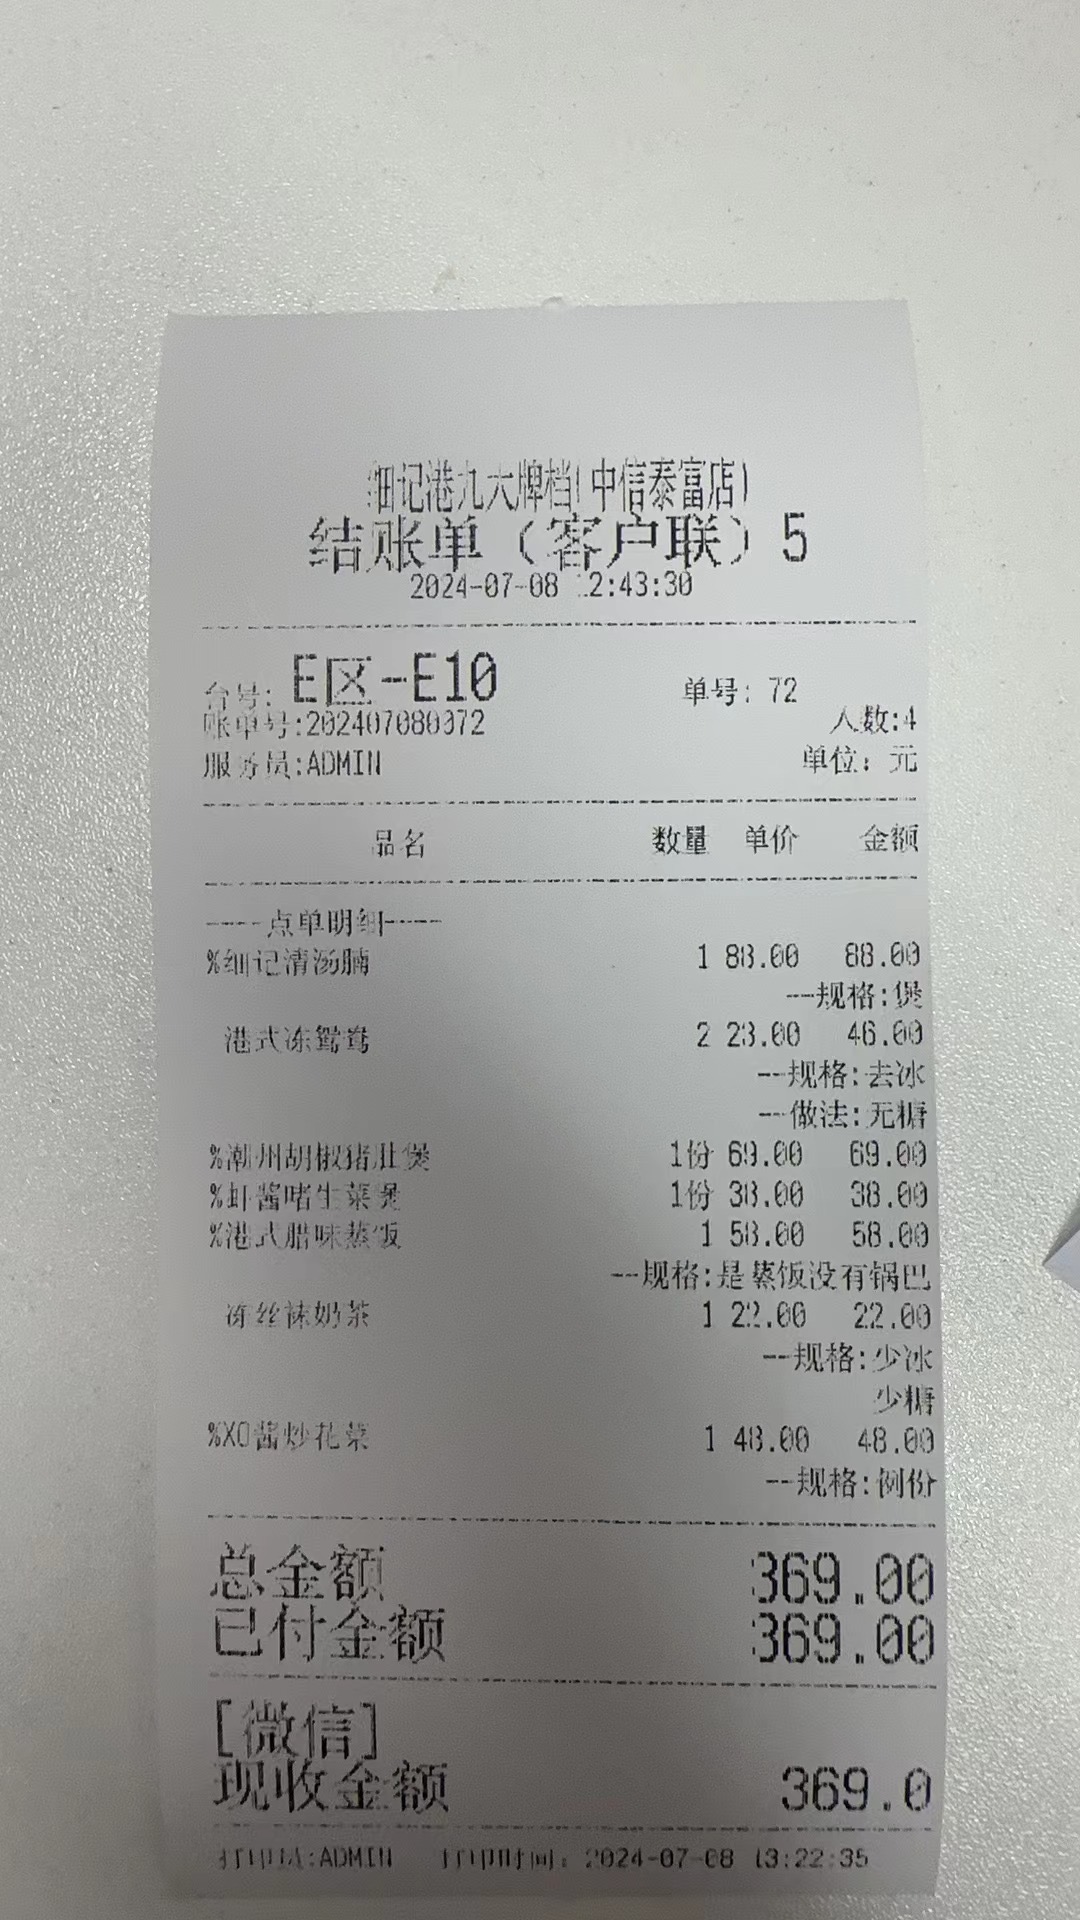 细记港九大牌档(中信泰富店)
结账单（客户联）5
2024-07-08 12:43:30
台号: E区-E10 单号: 72
账单号:202407080072 人数:4
服务员:ADMIN 单位: 元
品名 数量 单价 金额
----点单明细----
%细记清汤腩 1 88.00 88.00
--规格:煲
港式冻鸳鸯 2 23.00 46.00
--规格:去冰
--做法:无糖
%潮州胡椒猪肚煲 1份 69.00 69.00
%虾酱啫生菜煲 1份 38.00 38.00
%港式腊味蒸饭 1 58.00 58.00
--规格:是蒸饭没有锅巴
冻丝袜奶茶 1 22.00 22.00
--规格:少冰
少糖
%XO酱炒花菜 1 48.00 48.00
--规格:例份
总金额 369.00
已付金额 369.00
[微信]
现收金额 369.0
打印员:ADMIN 打印时间: 2024-07-08 13:22:35